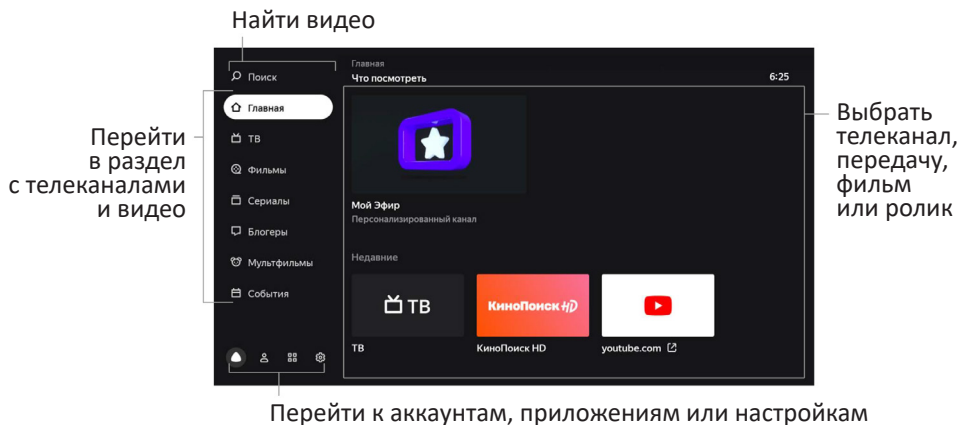 Найти видео
Поиск
Главная
Что посмотреть
6:25
Главная
ТВ
Фильмы
Сериалы
Блогеры
Мультфильмы
События
Перейти
в раздел
с телеканалами
и видео
Мой Эфир
Персонализированный канал
Недавние
ТВ
КиноПоиск HD
ТВ
КиноПоиск HD
youtube.com
Выбрать
телеканал,
передачу,
фильм
или ролик
Перейти к аккаунтам, приложениям или настройкам